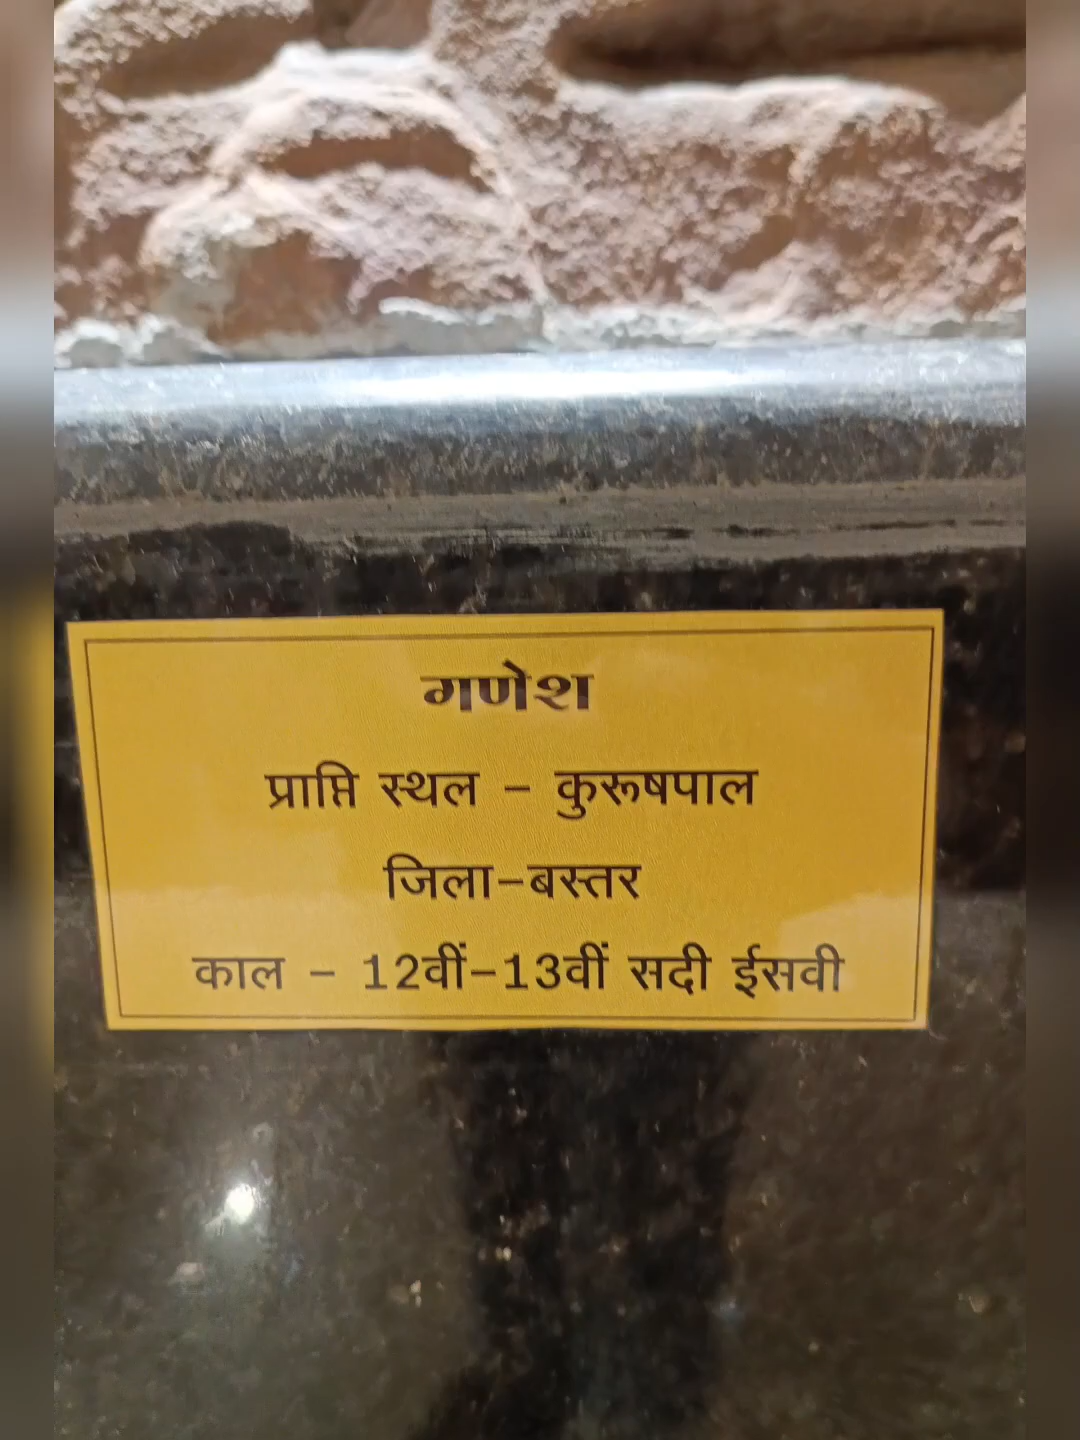 गणेश
प्राप्ति स्थल - कुरूषपाल
जिला-बस्तर
काल - 12वीं-13वीं सदी ईसवी